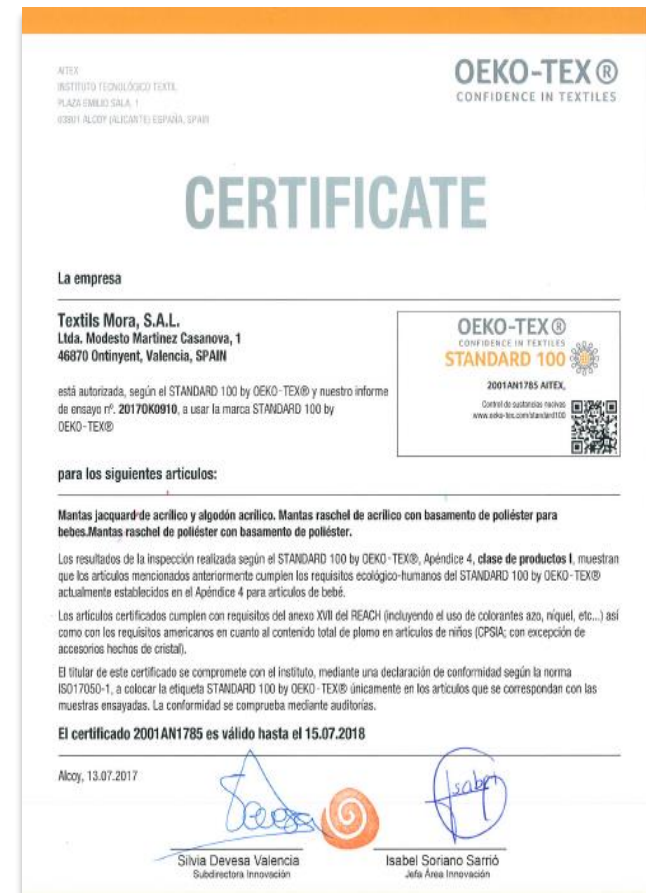 AITEX
INSTITUTO TECNOLÓGICO TEXTIL
PLAZA EMILIO SALA, 1
03801 ALCOY (ALICANTE) ESPAÑA, SPAIN
OEKO-TEX®
CONFIDENCE IN TEXTILES
CERTIFICATE
La empresa
Textils Mora, S.A.L.
Ltda. Modesto Martinez Casanova, 1
46870 Ontinyent, Valencia, SPAIN
está autorizada, según el STANDARD 100 by OEKO-TEX® y nuestro informe
de ensayo nº. 2017OK0910, a usar la marca STANDARD 100 by
OEKO-TEX®
OEKO-TEX®
CONFIDENCE IN TEXTILES
STANDARD 100
2001AN1785 AITEX,
Control de sustancias nocivas
www.oeko-tex.com/standard100
para los siguientes articulos:
Mantas jacquard de acrílico y algodón acrílico. Mantas raschel de acrílico con basamento de poliéster para
bebes.Mantas raschel de poliéster con basamento de poliéster.
Los resultados de la inspección realizada según el STANDARD 100 by OEKO-TEX®, Apéndice 4, clase de productos I, muestran
que los artículos mencionados anteriormente cumplen los requisitos ecológico-humanos del STANDARD 100 by OEKO-TEX®
actualmente establecidos en el Apéndice 4 para artículos de bebé.
Los artículos certificados cumplen con requisitos del anexo XVII del REACH (incluyendo el uso de colorantes azo, níquel, etc...) así
como con los requisitos americanos en cuanto al contenido total de plomo en artículos de niños (CPSIA; con excepción de
accesorios hechos de cristal).
El titular de este certificado se compromete con el instituto, mediante una declaración de conformidad según la norma
ISO17050-1, a colocar la etiqueta STANDARD 100 by OEKO-TEX® únicamente en los artículos que se correspondan con las
muestras ensayadas. La conformidad se comprueba mediante auditorías.
El certificado 2001AN1785 es válido hasta el 15.07.2018
Alcoy, 13.07.2017
Devesa
Isabel
Silvia Devesa Valencia
Subdirectora Innovación
Isabel Soriano Sarrió
Jefa Área Innovación